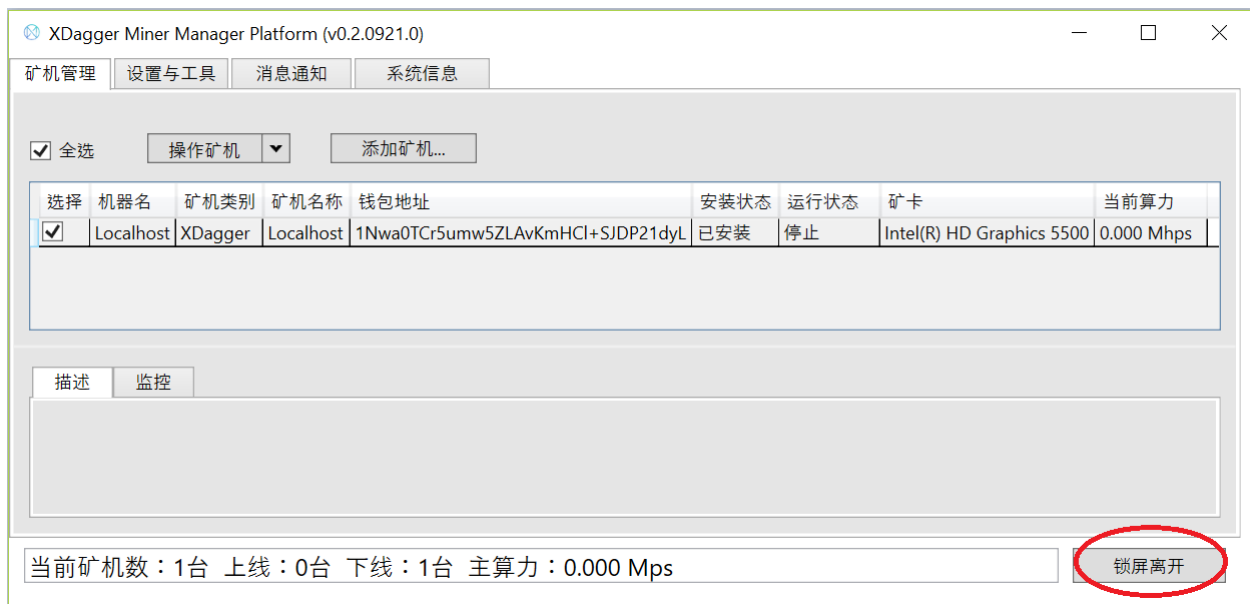 XDagger Miner Manager Platform (v0.2.0921.0)
矿机管理 设置与工具 消息通知 系统信息
全选 操作矿机 添加矿机...
选择 机器名 矿机类别 矿机名称 钱包地址 安装状态 运行状态 矿卡 当前算力
Localhost XDagger Localhost 1Nwa0TCr5umw5ZLAvKmHCl+SJDP21dyL 已安装 停止 Intel(R) HD Graphics 5500 0.000 Mhps
描述 监控
当前矿机数：1台 上线：0台 下线：1台 主算力：0.000 Mps
锁屏离开